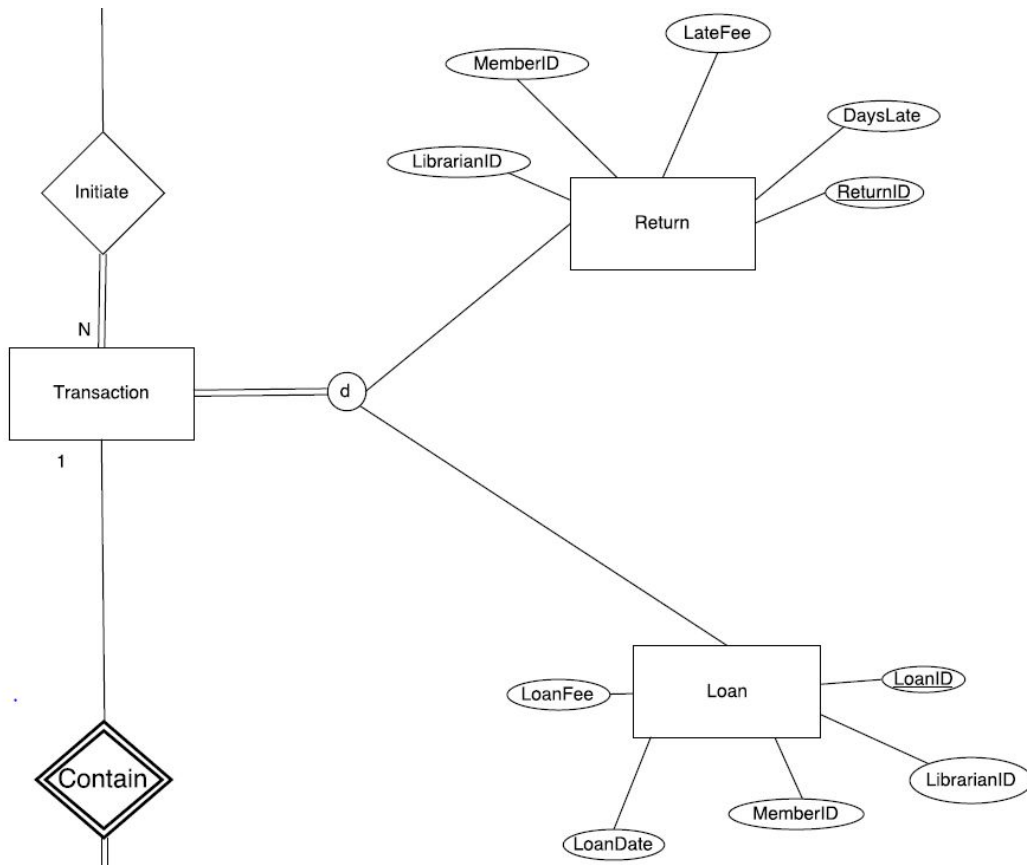 LateFee
MemberID
DaysLate
LibrarianID
ReturnID
Initiate
Return
N
Transaction
d
1
LoanID
LoanFee
Loan
Contain
LibrarianID
MemberID
LoanDate